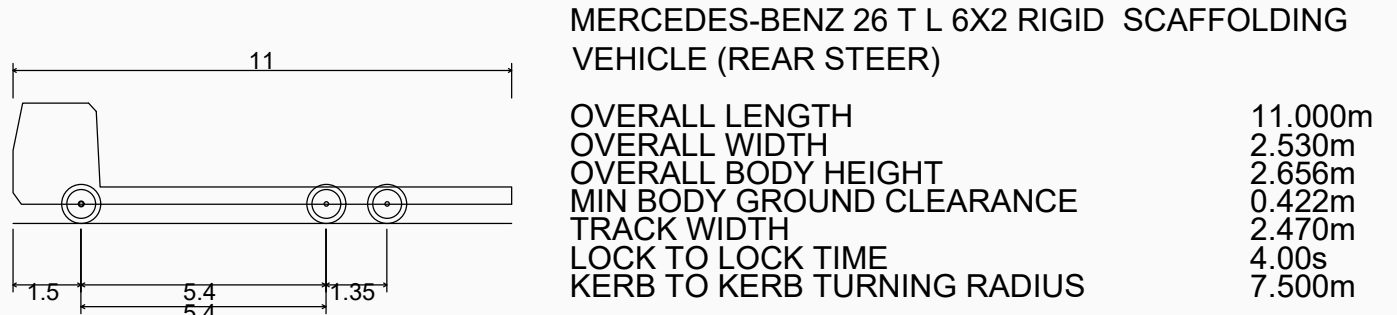 MERCEDES-BENZ 26 T L 6X2 RIGID SCAFFOLDING
VEHICLE (REAR STEER)
11
OVERALL LENGTH 11.000m
OVERALL WIDTH 2.530m
OVERALL BODY HEIGHT 2.656m
MIN BODY GROUND CLEARANCE 0.422m
TRACK WIDTH 2.470m
LOCK TO LOCK TIME 4.00s
KERB TO KERB TURNING RADIUS 7.500m
1.5 5.4 1.35
5.4